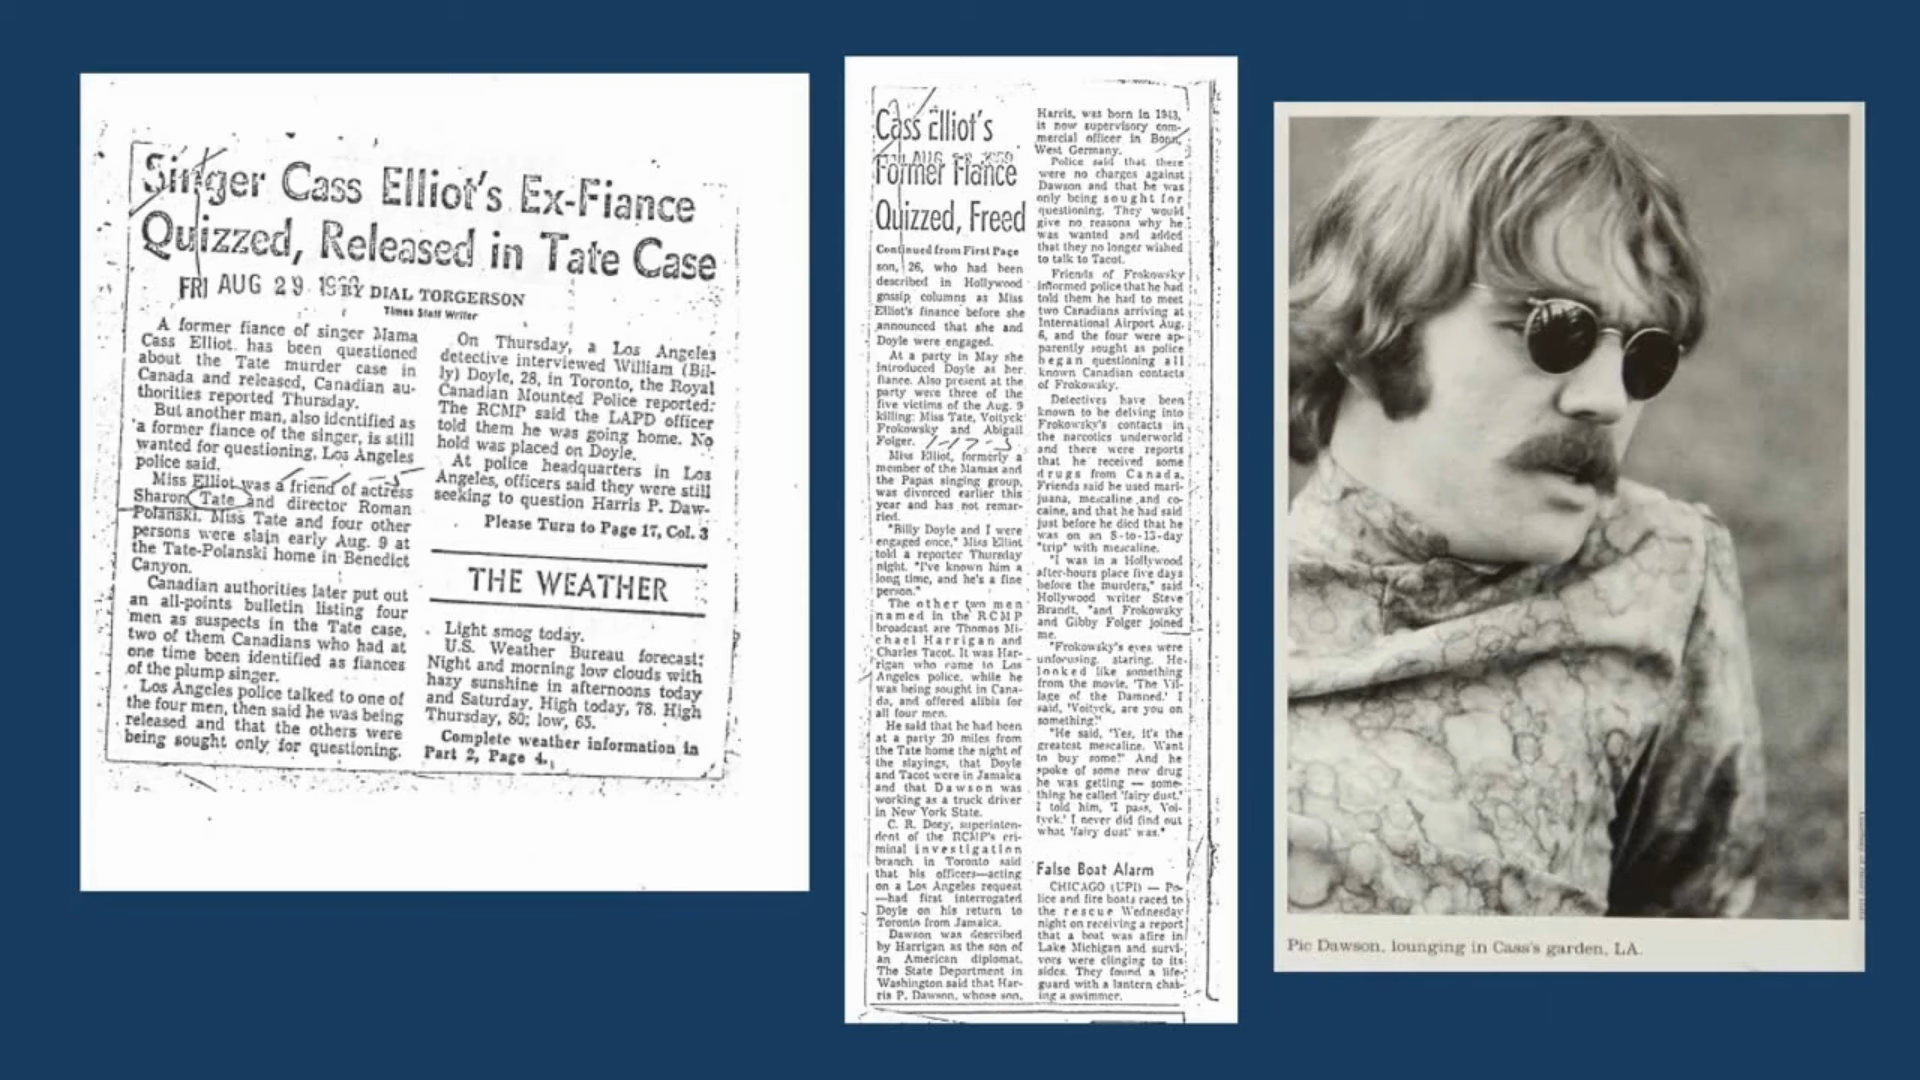 Singer Cass Elliot's Ex-Fiance
Quizzed, Released in Tate Case
FRI AUG 29 1969
BY DIAL TORGERSON
Times Staff Writer
A former fiance of singer Mama
Cass Elliot has been questioned
about the Tate murder case in
Canada and released, Canadian au-
thorities reported Thursday.
But another man, also identified as
a former fiance of the singer, is still
wanted for questioning, Los Angeles
police said.
Miss Elliot was a friend of actress
Sharon Tate and director Roman
Polanski. Miss Tate and four other
persons were slain early Aug. 9 at
the Tate-Polanski home in Benedict
Canyon.
Canadian authorities later put out
an all-points bulletin listing four
men as suspects in the Tate case,
two of them Canadians who had at
one time been identified as fiances
of the plump singer.
Los Angeles police talked to one of
the four men, then said he was being
released and that the others were
being sought only for questioning.
On Thursday, a Los Angeles
detective interviewed William (Bil-
ly) Doyle, 28, in Toronto, the Royal
Canadian Mounted Police reported.
The RCMP said the LAPD officer
told them he was going home. No
hold was placed on Doyle.
At police headquarters in Los
Angeles, officers said they were still
seeking to question Harris P. Daw-
Please Turn to Page 17, Col. 3
THE WEATHER
Light smog today.
U.S. Weather Bureau forecast:
Night and morning low clouds with
hazy sunshine in afternoons today
and Saturday. High today, 78. High
Thursday, 80; low, 65.
Complete weather information in
Part 2, Page 4.
Cass Elliot's
Former Fiance
Quizzed, Freed
Continued from First Page
son, 26, who had been
described in Hollywood
gossip columns as Miss
Elliot's finance before she
announced that she and
Doyle were engaged.
At a party in May she
introduced Doyle as her
fiance. Also present at the
party were three of the
five victims of the Aug. 9
killing: Miss Tate, Voityck
Frokowsky and Abigail
Folger.
Miss Elliot, formerly a
member of the Mamas and
the Papas singing group,
was divorced earlier this
year and has not remar-
ried.
"Billy Doyle and I were
engaged once," Miss Elliot
told a reporter Thursday
night. "I've known him a
long time, and he's a fine
person."
The other two men
named in the RCMP
broadcast are Thomas Mi-
chael Harrigan and
Charles Tacot. It was Har-
rigan who came to Los
Angeles police, while he
was being sought in Cana-
da, and offered alibis for
all four men.
He said that he had been
at a party 20 miles from
the Tate home the night of
the slayings, that Doyle
and Tacot were in Jamaica
and that Dawson was
working as a truck driver
in New York State.
C. R. Doey, superinten-
dent of the RCMP's cri-
minal investigation
branch in Toronto said
that his officers—acting
on a Los Angeles request
—had first interrogated
Doyle on his return to
Toronto from Jamaica.
Dawson was described
by Harrigan as the son of
an American diplomat.
The State Department in
Washington said that Har-
ris P. Dawson, whose son,
Harris, was born in 1943,
is now supervisory com-
mercial officer in Bonn,
West Germany.
Police said that there
were no charges against
Dawson and that he was
only being sought for
questioning. They would
give no reasons why he
was wanted and added
that they no longer wished
to talk to Tacot.
Friends of Frokowsky
informed police that he had
told them he had to meet
two Canadians arriving at
International Airport Aug.
6, and the four were ap-
parently sought as police
began questioning all
known Canadian contacts
of Frokowsky.
Detectives have been
known to be delving into
Frokowsky's contacts in
the narcotics underworld
and there were reports
that he received some
drugs from Canada.
Friends said he used mari-
juana, mescaline and co-
caine, and that he had said
just before he died that he
was on an 8-to-13-day
"trip" with mescaline.
"I was in a Hollywood
after-hours place five days
before the murders," said
Hollywood writer Steve
Brandt, "and Frokowsky
and Gibby Folger joined
me.
"Frokowsky's eyes were
unfocusing, staring. He
looked like something
from the movie, 'The Vil-
lage of the Damned.' I
said, 'Voityck, are you on
something?'
"He said, 'Yes, it's the
greatest mescaline. Want
to buy some?' And he
spoke of some new drug
he was getting — some-
thing he called 'fairy dust.'
I told him, 'I pass, Voi-
tyck.' I never did find out
what 'fairy dust' was."
False Boat Alarm
CHICAGO (UPI) — Po-
lice and fire boats raced to
the rescue Wednesday
night on receiving a report
that a boat was afire in
Lake Michigan and survi-
vors were clinging to its
sides. They found a life-
guard with a lantern chas-
ing a swimmer.
Pic Dawson, lounging in Cass's garden, LA.